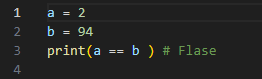 1 a = 2
2 b = 94
3 print(a == b ) # Flase
4